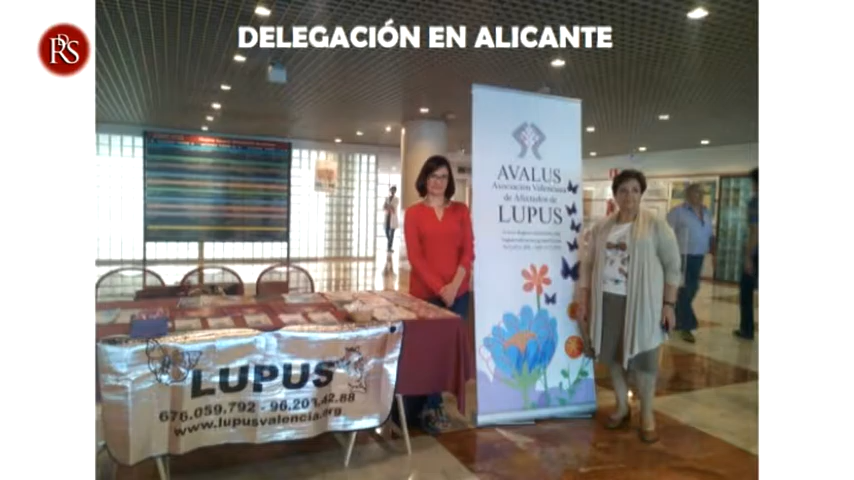 RDS
DELEGACIÓN EN ALICANTE
AVALUS
Asociación Valenciana
de Afectados de
LUPUS
LUPUS
676.059.792 - 96.201.42.88
www.lupusvalencia.org